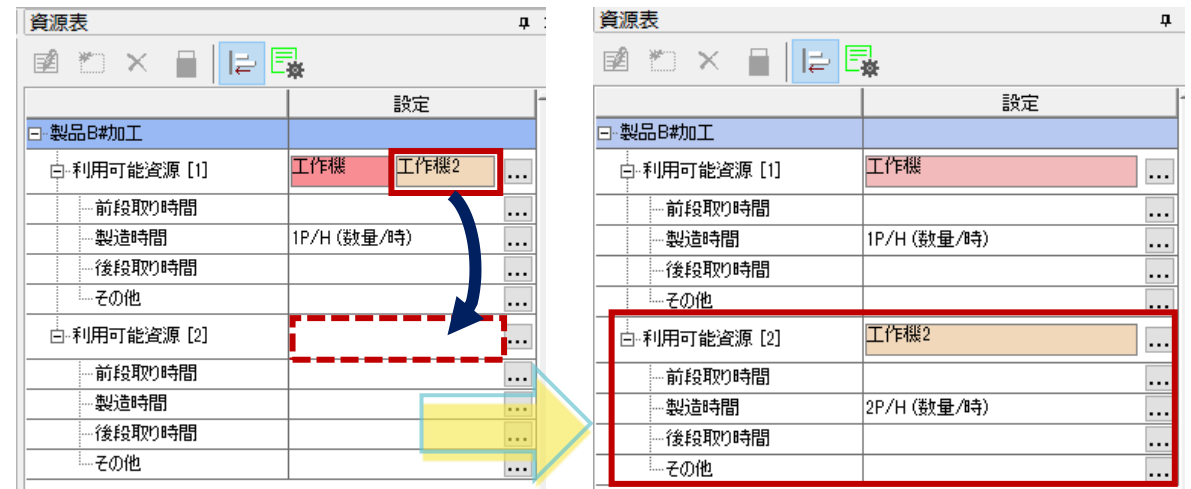 資源表
設定
製品B#加工
利用可能資源 [1] 工作機 工作機2 ...
前段取り時間 ...
製造時間 1P/H (数量/時) ...
後段取り時間 ...
その他 ...
利用可能資源 [2] ...
前段取り時間 ...
製造時間 ...
後段取り時間 ...
その他 ...
資源表
設定
製品B#加工
利用可能資源 [1] 工作機 ...
前段取り時間 ...
製造時間 1P/H (数量/時) ...
後段取り時間 ...
その他 ...
利用可能資源 [2] 工作機2 ...
前段取り時間 ...
製造時間 2P/H (数量/時) ...
後段取り時間 ...
その他 ...